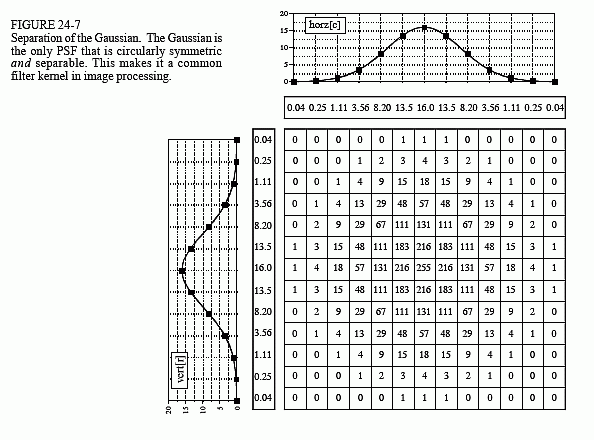 FIGURE 24-7
Separation of the Gaussian. The Gaussian is
the only PSF that is circularly symmetric
and separable. This makes it a common
filter kernel in image processing.
20
15
10
5
0
horz[c]
0.04 0.25 1.11 3.56 8.20 13.5 16.0 13.5 8.20 3.56 1.11 0.25 0.04
0.04 0 0 0 0 0 1 1 1 0 0 0 0 0
0.25 0 0 0 1 2 3 4 3 2 1 0 0 0
1.11 0 0 1 4 9 15 18 15 9 4 1 0 0
3.56 0 1 4 13 29 48 57 48 29 13 4 1 0
8.20 0 2 9 29 67 111 131 111 67 29 9 2 0
13.5 1 3 15 48 111 183 216 183 111 48 15 3 1
16.0 1 4 18 57 131 216 255 216 131 57 18 4 1
13.5 1 3 15 48 111 183 216 183 111 48 15 3 1
8.20 0 2 9 29 67 111 131 111 67 29 9 2 0
3.56 0 1 4 13 29 48 57 48 29 13 4 1 0
1.11 0 0 1 4 9 15 18 15 9 4 1 0 0
0.25 0 0 0 1 2 3 4 3 2 1 0 0 0
0.04 0 0 0 0 0 1 1 1 0 0 0 0 0
vert[r]
20 15 10 5 0